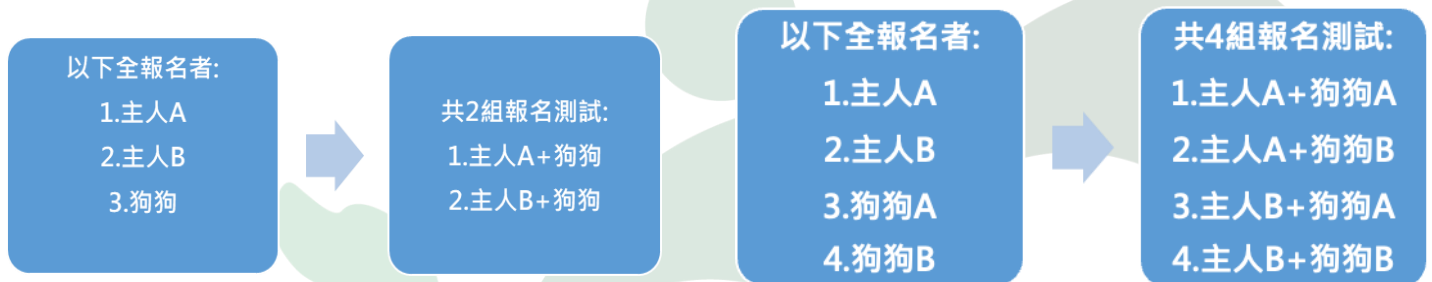 以下全報名者:
1.主人A
2.主人B
3.狗狗
共2組報名測試:
1.主人A+狗狗
2.主人B+狗狗
以下全報名者:
1.主人A
2.主人B
3.狗狗A
4.狗狗B
共4組報名測試:
1.主人A+狗狗A
2.主人A+狗狗B
3.主人B+狗狗A
4.主人B+狗狗B